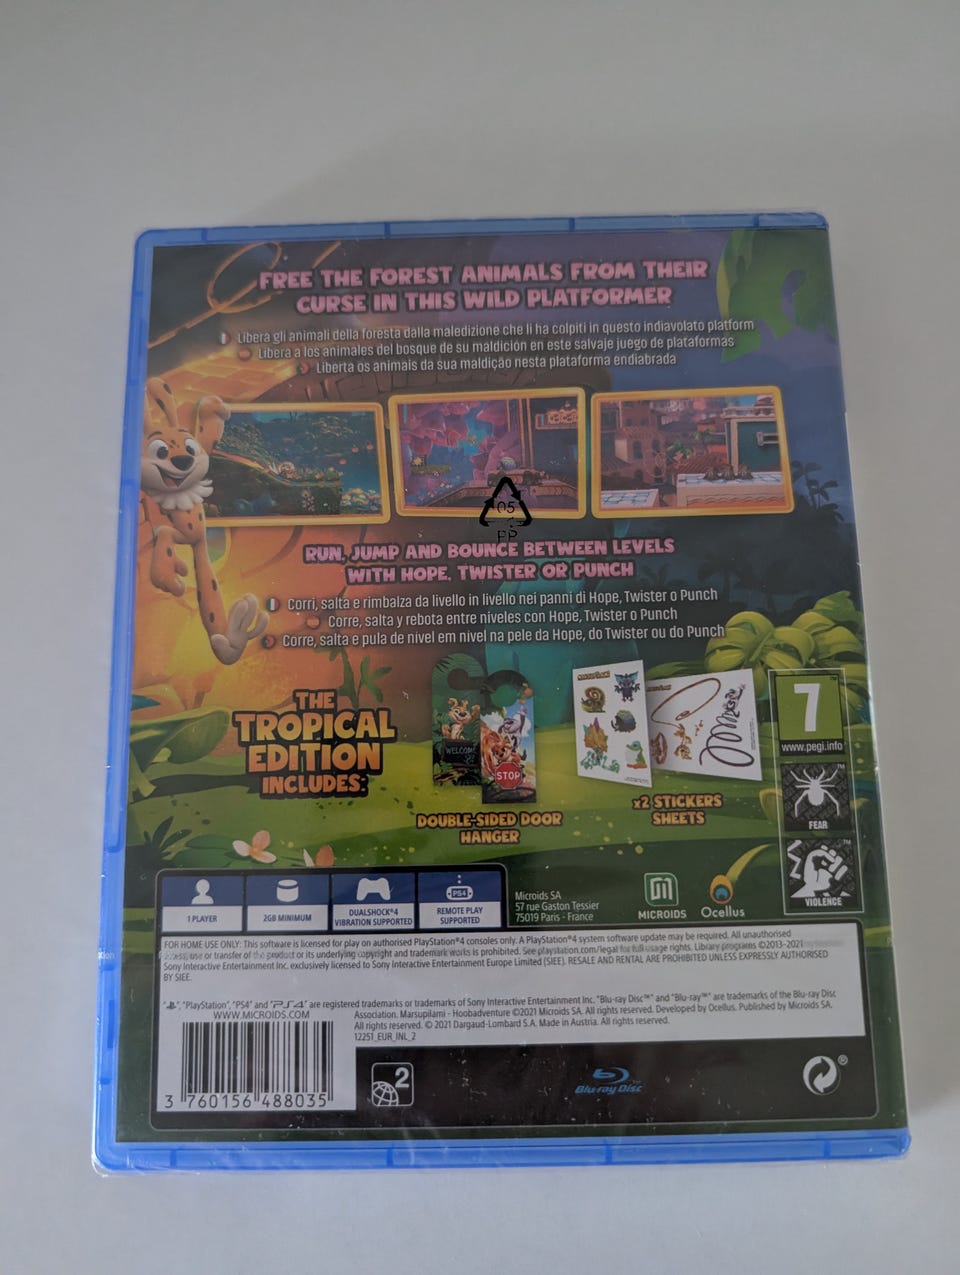 FREE THE FOREST ANIMALS FROM THEIR
CURSE IN THIS WILD PLATFORMER
Libera gli animali della foresta dalla maledizione che li ha colpiti in questo indiavolato platform
Libera a los animales del bosque de su maldición en este salvaje juego de plataformas
Liberta os animais da sua maldição nesta plataforma endiabrada
05
PP
RUN, JUMP AND BOUNCE BETWEEN LEVELS
WITH HOPE, TWISTER OR PUNCH
Corri, salta e rimbalza da livello in livello nei panni di Hope, Twister o Punch
Corre, salta y rebota entre niveles con Hope, Twister o Punch
Corre, salta e pula de nível em nível na pele da Hope, do Twister ou do Punch
THE
TROPICAL
EDITION
INCLUDES:
WELCOME
STOP
DOUBLE-SIDED DOOR
HANGER
x2 STICKERS
SHEETS
7
www.pegi.info
FEAR
VIOLENCE
1 PLAYER
2GB MINIMUM
DUALSHOCK®4
VIBRATION SUPPORTED
PS4
REMOTE PLAY
SUPPORTED
Microids SA
57 rue Gaston Tessier
75019 Paris - France
MICROIDS
Ocellus
FOR HOME USE ONLY: This software is licensed for play on authorised PlayStation®4 consoles only. A PlayStation®4 system software update may be required. All unauthorised
access, use or transfer of the product or its underlying copyright and trademark works is prohibited. See playstation.com/legal for full usage rights. Library programs ©2013-2021
Sony Interactive Entertainment Inc. exclusively licensed to Sony Interactive Entertainment Europe Limited (SIEE). RESALE AND RENTAL ARE PROHIBITED UNLESS EXPRESSLY AUTHORISED
BY SIEE.
", "PlayStation", "PS4" and "PS4" are registered trademarks or trademarks of Sony Interactive Entertainment Inc. "Blu-ray Disc™" and "Blu-ray™" are trademarks of the Blu-ray Disc
Association. Marsupilami - Hoobadventure ©2021 Microids SA. All rights reserved. Developed by Ocellus. Published by Microids SA.
All rights reserved. © 2021 Dargaud-Lombard S.A. Made in Austria. All rights reserved.
12251_EUR_INL_2
WWW.MICROIDS.COM
3 760156 488035
2
Blu-ray Disc